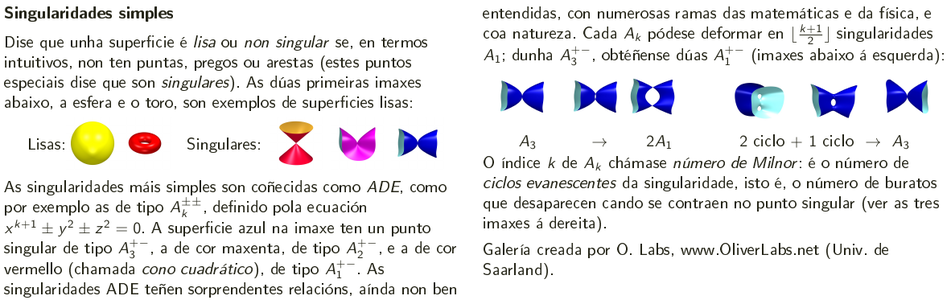 Singularidades simples
Dise que unha superficie é lisa ou non singular se, en termos
intuitivos, non ten puntas, pregos ou arestas (estes puntos
especiais dise que son singulares). As dúas primeiras imaxes
abaixo, a esfera e o toro, son exemplos de superficies lisas:
Lisas: Singulares:
As singularidades máis simples son coñecidas como ADE, como
por exemplo as de tipo A_k^{±±}, definido pola ecuación
x^{k+1} ± y^2 ± z^2 = 0. A superficie azul na imaxe ten un punto
singular de tipo A_3^{+−}, a de cor maxenta, de tipo A_2^{+−}, e a de cor
vermello (chamada cono cuadrático), de tipo A_1^{+−}. As
singularidades ADE teñen sorprendentes relacións, aínda non ben
entendidas, con numerosas ramas das matemáticas e da física, e
coa natureza. Cada A_k pódese deformar en ⌊\frac{k+1}{2}⌋ singularidades
A_1; dunha A_3^{+−}, obtéñense dúas A_1^{+−} (imaxes abaixo á esquerda):
A_3 → 2A_1 2 ciclo + 1 ciclo → A_3
O índice k de A_k chámase número de Milnor: é o número de
ciclos evanescentes da singularidade, isto é, o número de buratos
que desaparecen cando se contraen no punto singular (ver as tres
imaxes á dereita).
Galería creada por O. Labs, www.OliverLabs.net (Univ. de
Saarland).